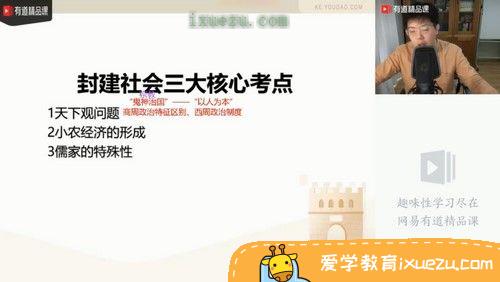 有道精品课
ixuezu.com
KE.YOUDAO.COM
有道精品课
封建社会三大核心考点
"鬼神治国"——"以人为本"
1天下观问题
商周政治特征区别、西周政治制度
2小农经济的形成
3儒家的特殊性
趣味性学习尽在
网易有道精品课
爱学教育ixuezu.com